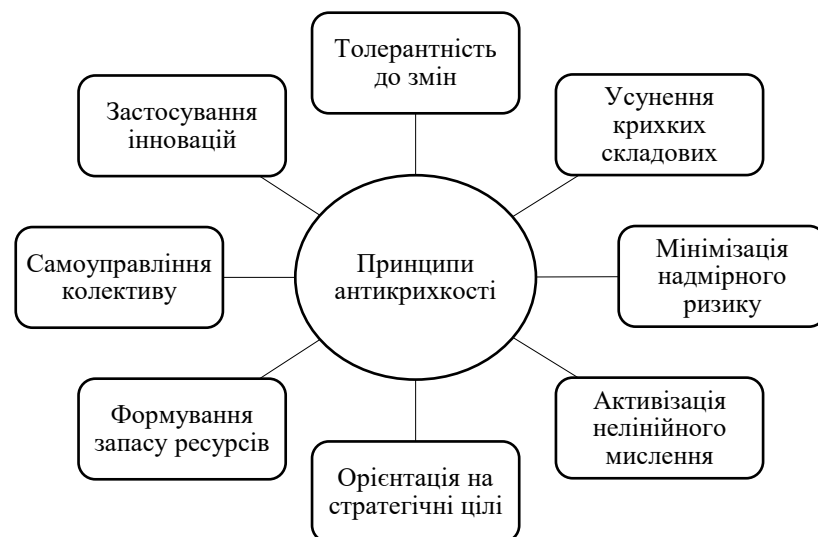 Толерантність
до змін
Усунення
крихких
складових
Мінімізація
надмірного
ризику
Активізація
нелінійного
мислення
Орієнтація на
стратегічні цілі
Формування
запасу ресурсів
Самоуправління
колективу
Застосування
інновацій
Принципи
антикрихкості